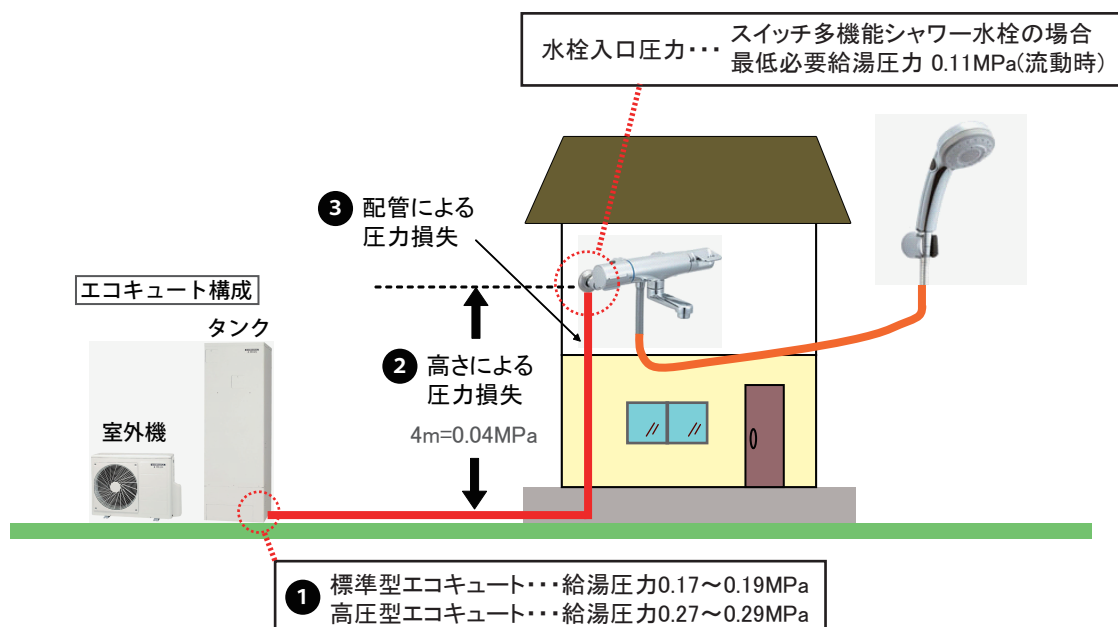 水栓入口圧力･･･
スイッチ多機能シャワー水栓の場合
最低必要給湯圧力 0.11MPa(流動時)
3 配管による
圧力損失
エコキュート構成
タンク
室外機
2 高さによる
圧力損失
4m=0.04MPa
1
標準型エコキュート･･･給湯圧力0.17～0.19MPa
高圧型エコキュート･･･給湯圧力0.27～0.29MPa